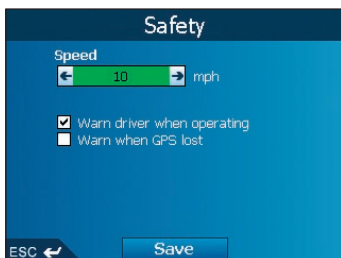 Safety
Speed
10 mph
Warn driver when operating
Warn when GPS lost
ESC Save